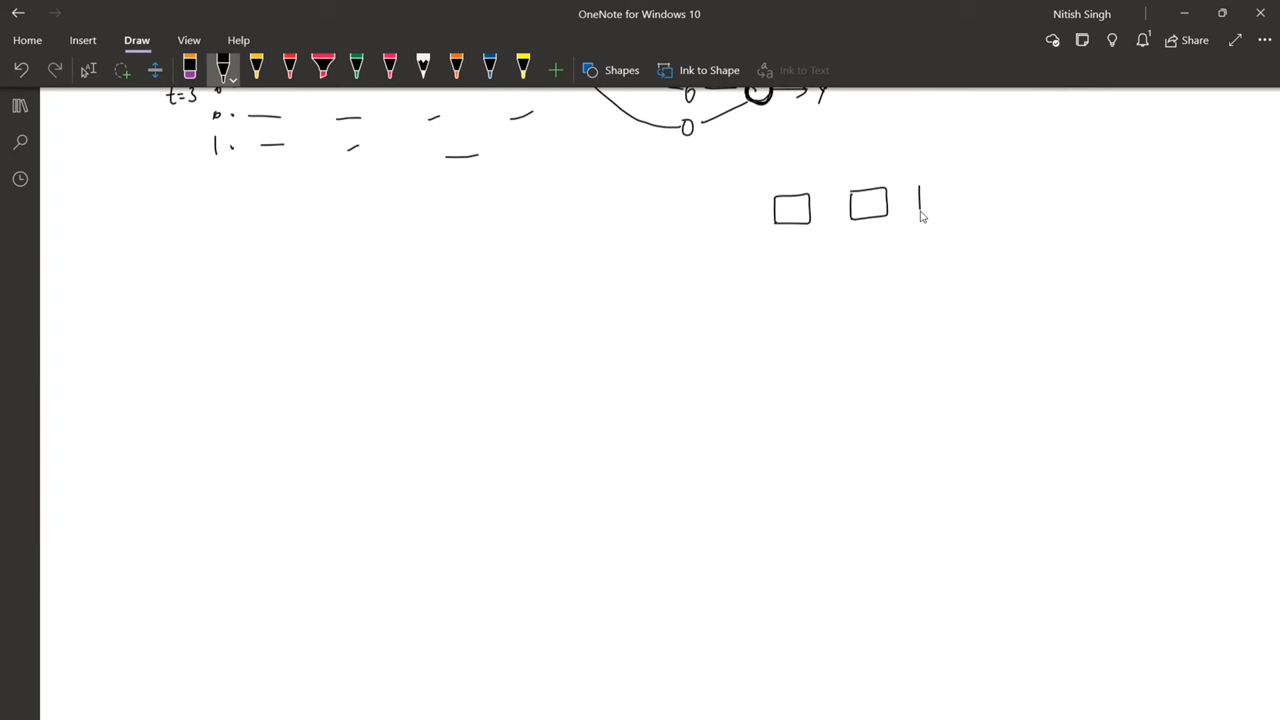 OneNote for Windows 10
Nitish Singh
Home Insert Draw View Help
Share
Shapes Ink to Shape Ink to Text
t=3
0 Y
0
1.